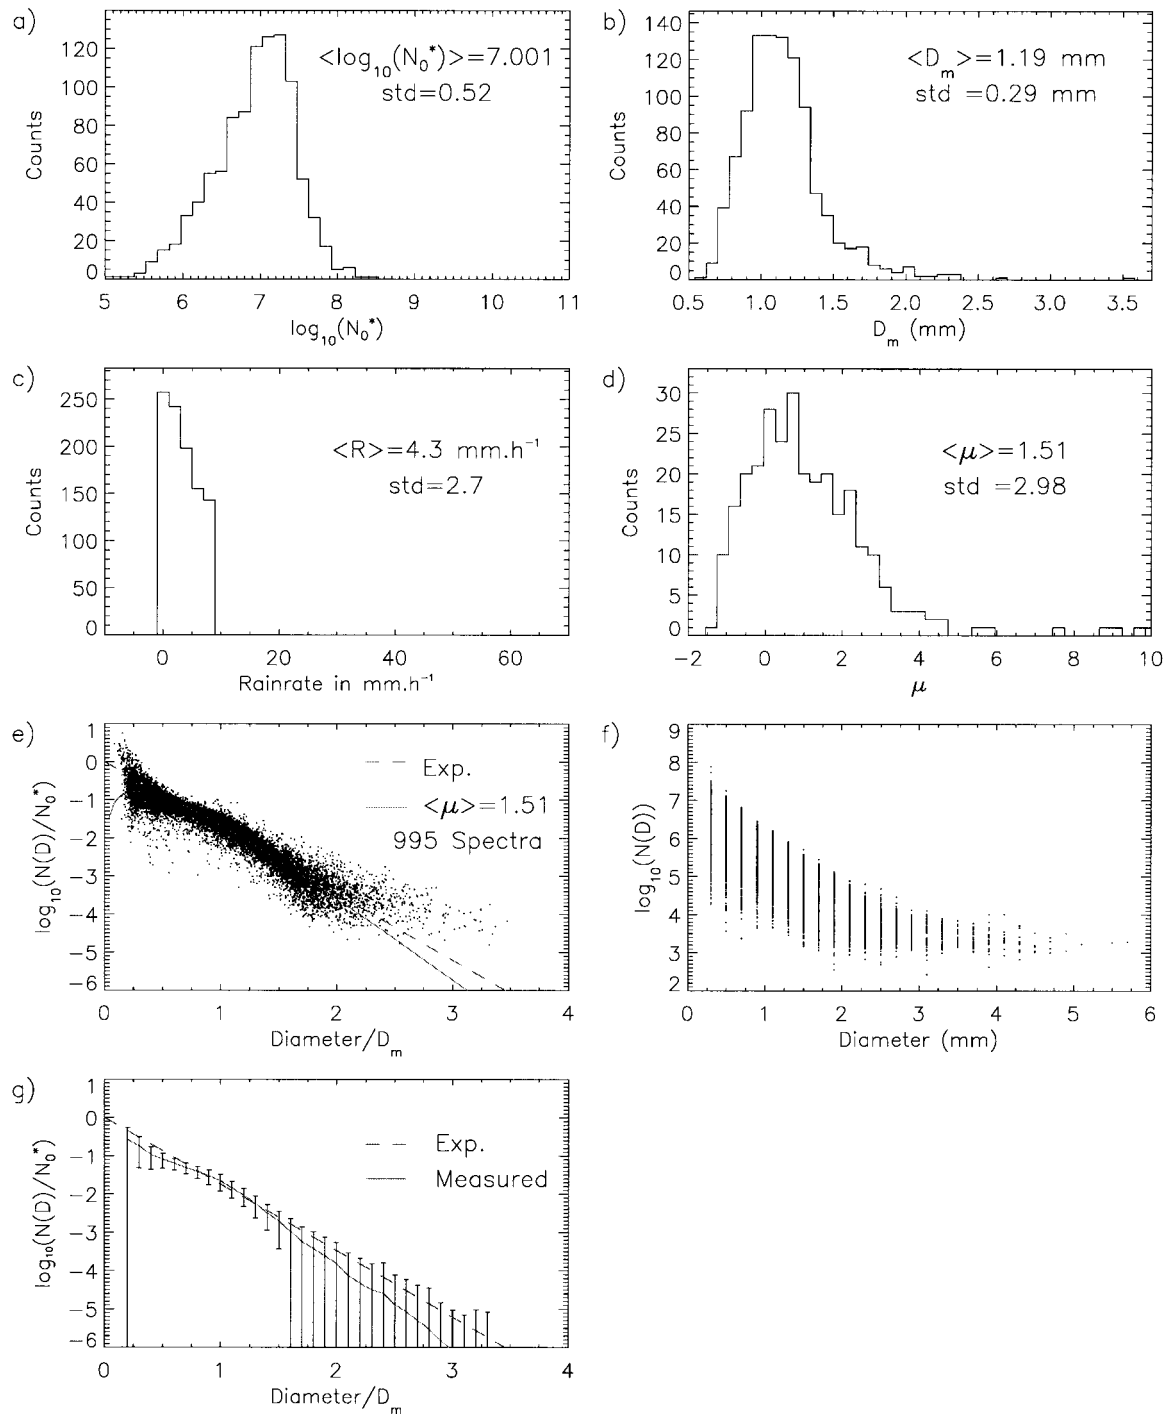 a)
<log₁₀(N₀*)>=7.001
std=0.52
Counts
120
100
80
60
40
20
0
5 6 7 8 9 10 11
log₁₀(N₀*)
b)
<Dₘ>=1.19 mm
std =0.29 mm
Counts
140
120
100
80
60
40
20
0
0.5 1.0 1.5 2.0 2.5 3.0 3.5
Dₘ (mm)
c)
<R>=4.3 mm.h⁻¹
std=2.7
Counts
250
200
150
100
50
0
0 20 40 60
Rainrate in mm.h⁻¹
d)
<μ>=1.51
std =2.98
Counts
30
25
20
15
10
5
0
-2 0 2 4 6 8 10
μ
e)
Exp.
<μ>=1.51
995 Spectra
log₁₀(N(D)/N₀*)
1
0
-1
-2
-3
-4
-5
-6
0 1 2 3 4
Diameter/Dₘ
f)
log₁₀(N(D))
9
8
7
6
5
4
3
2
0 1 2 3 4 5 6
Diameter (mm)
g)
Exp.
Measured
log₁₀(N(D)/N₀*)
1
0
-1
-2
-3
-4
-5
-6
0 1 2 3 4
Diameter/Dₘ